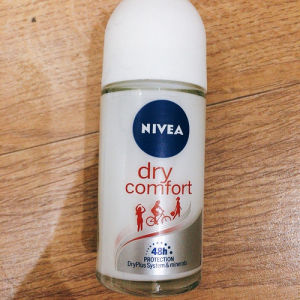 NIVEA
dry
comfort
48h
PROTECTION
DryPlus System & minerals